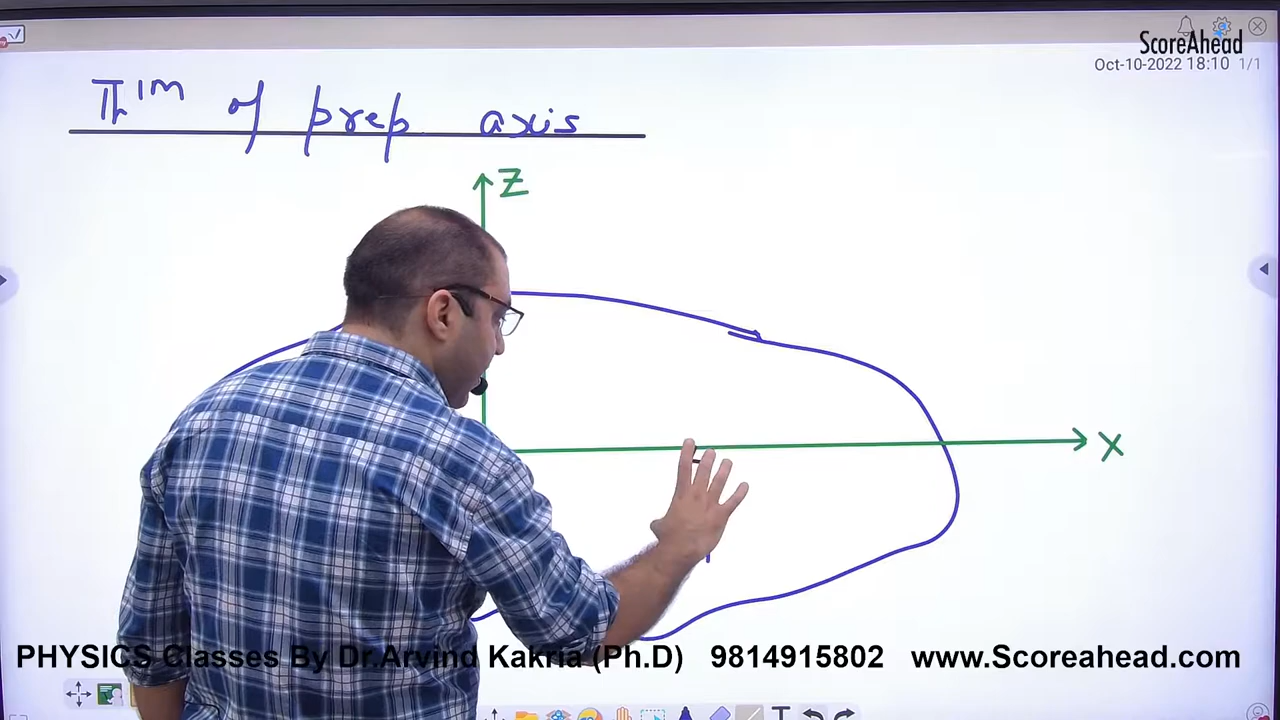 ScoreAhead
Oct-10-2022 18:10 1/1
Th^m of prep axis
Z
X
PHYSICS Classes By Dr.Arvind Kakria (Ph.D) 9814915802 www.Scoreahead.com